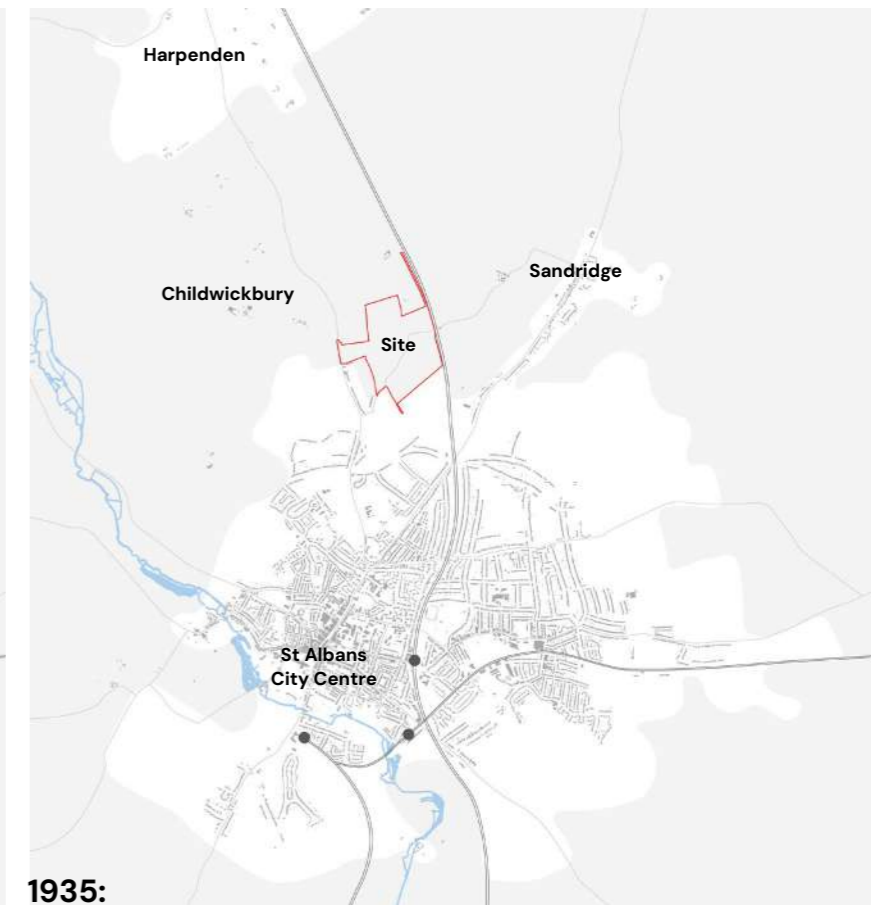 Harpenden
Sandridge
Childwickbury
Site
St Albans
City Centre
1935: